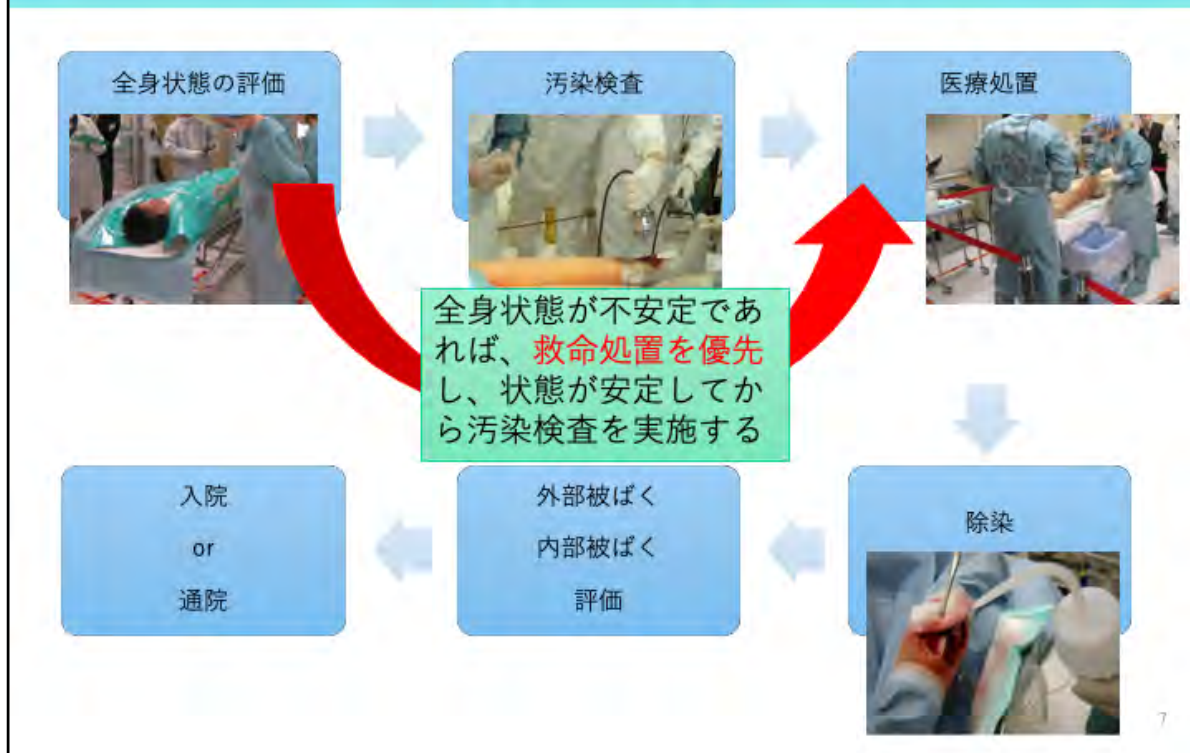 全身状態の評価
汚染検査
医療処置
全身状態が不安定であ
れば、救命処置を優先
し、状態が安定してか
ら汚染検査を実施する
除染
外部被ばく
内部被ばく
評価
入院
or
通院
7